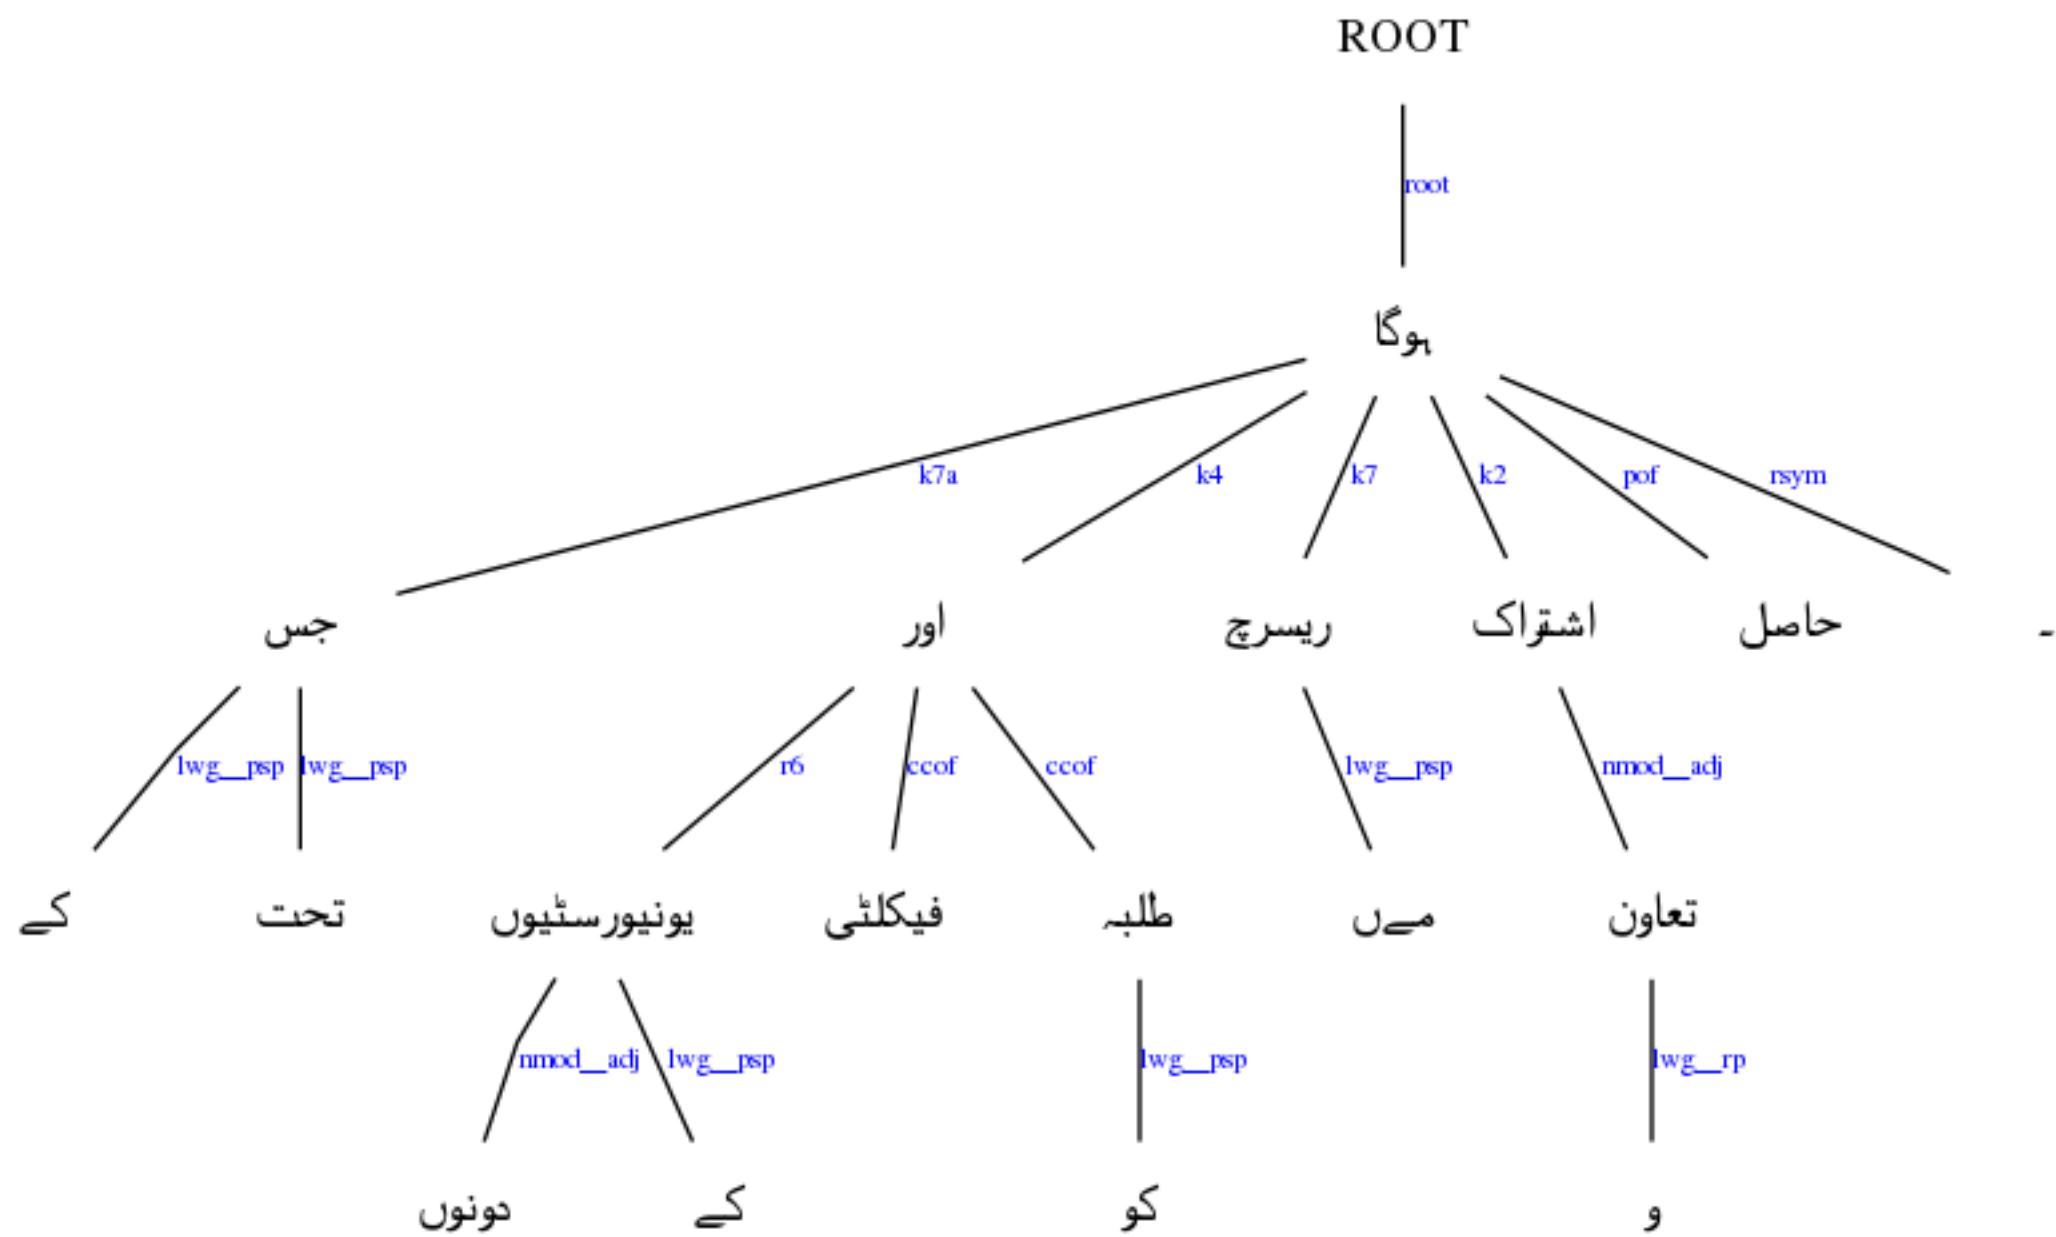 ROOT
root
ہوگا
k7a k4 k7 k2 pof rsym
جس اور ریسرچ اشتراک حاصل ۔
lwg__psp lwg__psp r6 ccof ccof lwg__psp nmod__adj
کے تحت یونیورسٹیوں فیکلٹی طلبہ مےں تعاون
nmod__adj lwg__psp lwg__psp lwg__rp
دونوں کے کو و